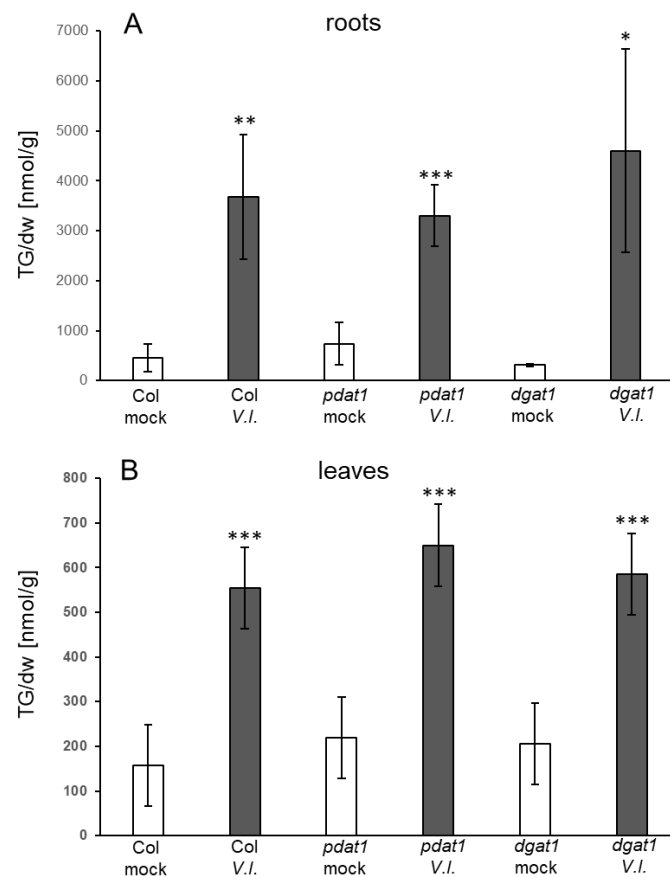 A roots
7000
6000
5000
4000
3000
2000
1000
0
TG/dw [nmol/g]
** *** *
Col Col pdat1 pdat1 dgat1 dgat1
mock V.l. mock V.l. mock V.l.
B leaves
800
700
600
500
400
300
200
100
0
TG/dw [nmol/g]
*** *** ***
Col Col pdat1 pdat1 dgat1 dgat1
mock V.l. mock V.l. mock V.l.